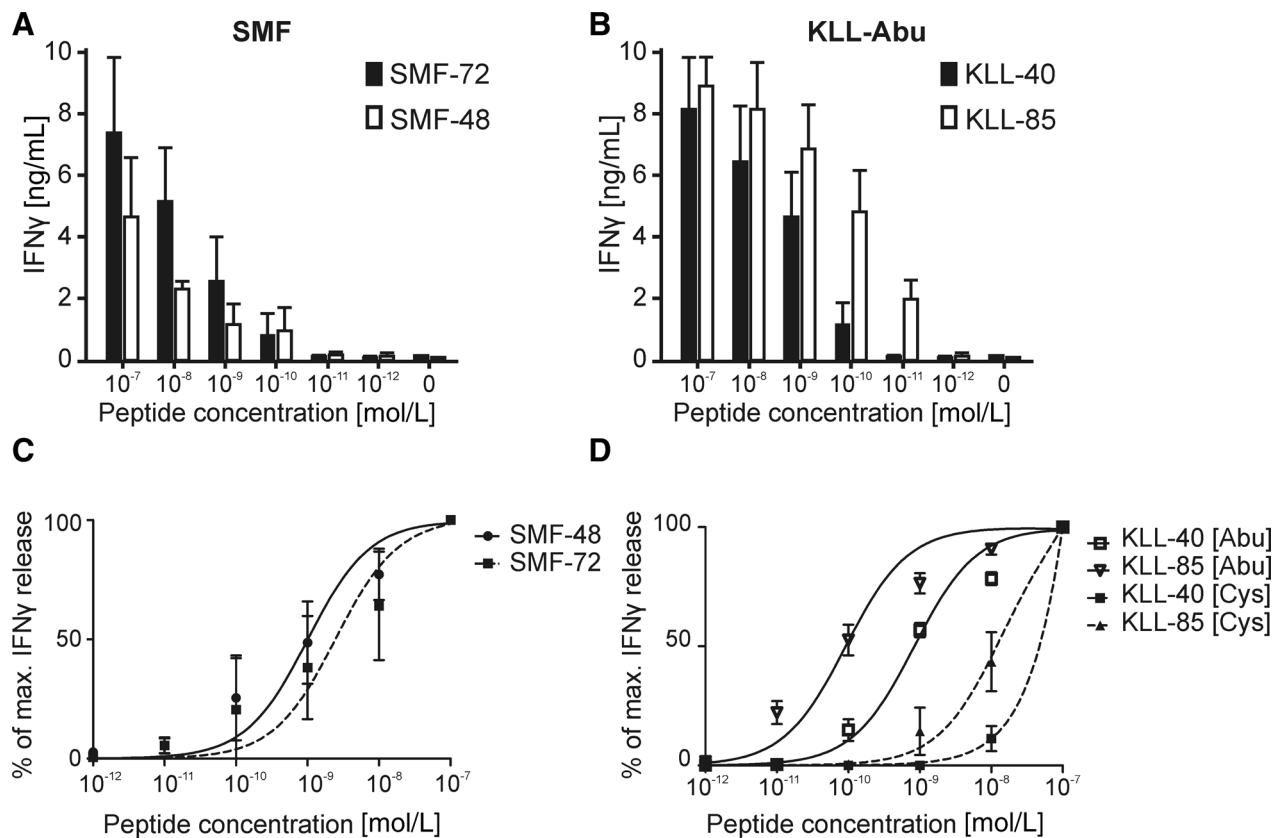 A
SMF
IFNγ [ng/mL]
10
8
6
4
2
0
SMF-72
SMF-48
10⁻⁷ 10⁻⁸ 10⁻⁹ 10⁻¹⁰ 10⁻¹¹ 10⁻¹² 0
Peptide concentration [mol/L]
B
KLL-Abu
IFNγ [ng/mL]
10
8
6
4
2
0
KLL-40
KLL-85
10⁻⁷ 10⁻⁸ 10⁻⁹ 10⁻¹⁰ 10⁻¹¹ 10⁻¹² 0
Peptide concentration [mol/L]
C
% of max. IFNγ release
100
50
0
SMF-48
SMF-72
10⁻¹² 10⁻¹¹ 10⁻¹⁰ 10⁻⁹ 10⁻⁸ 10⁻⁷
Peptide concentration [mol/L]
D
% of max. IFNγ release
100
50
0
KLL-40 [Abu]
KLL-85 [Abu]
KLL-40 [Cys]
KLL-85 [Cys]
10⁻¹² 10⁻¹¹ 10⁻¹⁰ 10⁻⁹ 10⁻⁸ 10⁻⁷
Peptide concentration [mol/L]